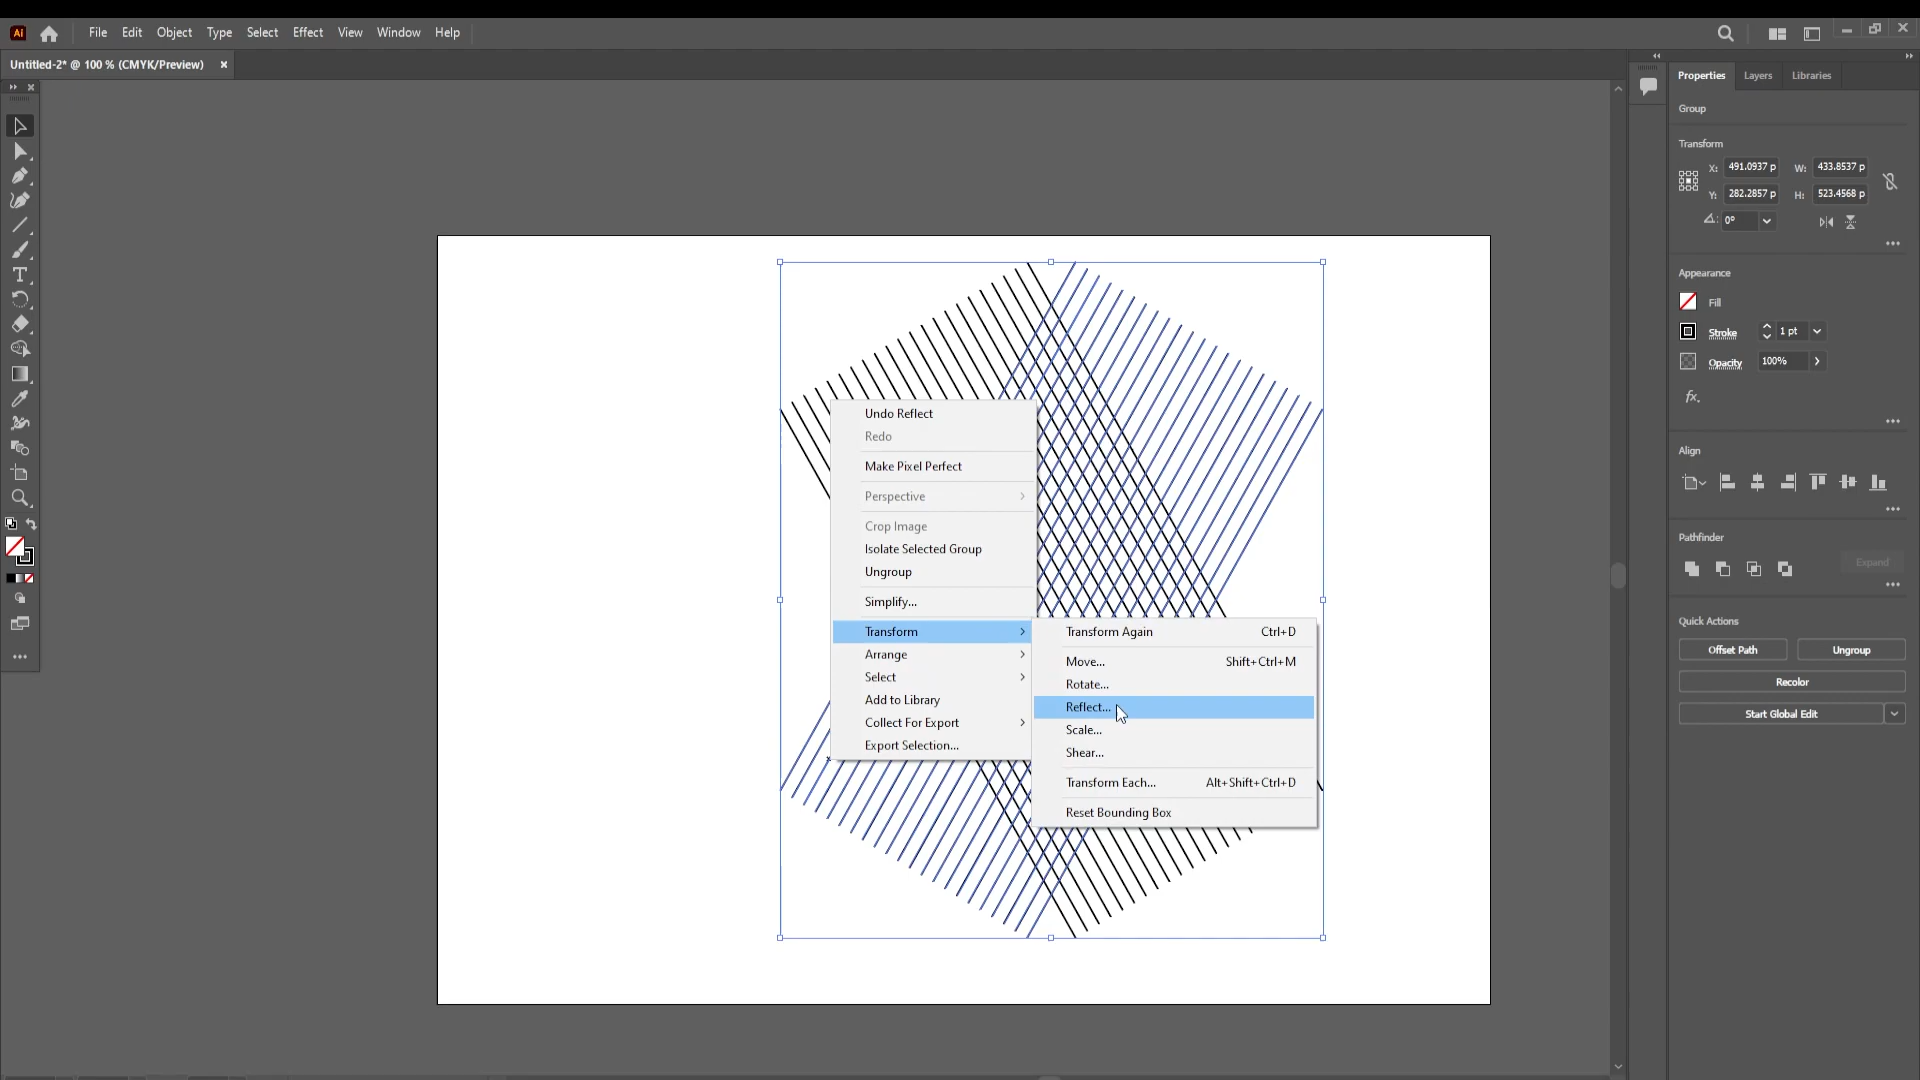 Ai
File Edit Object Type Select Effect View Window Help
Untitled-2* @ 100 % (CMYK/Preview) ×
Properties Layers Libraries
Group
Transform
X: 491.0937 p W: 433.8537 p
Y: 282.2857 p H: 523.4568 p
0°
Appearance
Fill
Stroke 1 pt
Opacity 100%
fx.
Align
Pathfinder
Expand
Quick Actions
Offset Path Ungroup
Recolor
Start Global Edit
Undo Reflect
Redo
Make Pixel Perfect
Perspective
Crop Image
Isolate Selected Group
Ungroup
Simplify...
Transform
Arrange
Select
Add to Library
Collect For Export
Export Selection...
Transform Again Ctrl+D
Move... Shift+Ctrl+M
Rotate...
Reflect...
Scale...
Shear...
Transform Each... Alt+Shift+Ctrl+D
Reset Bounding Box